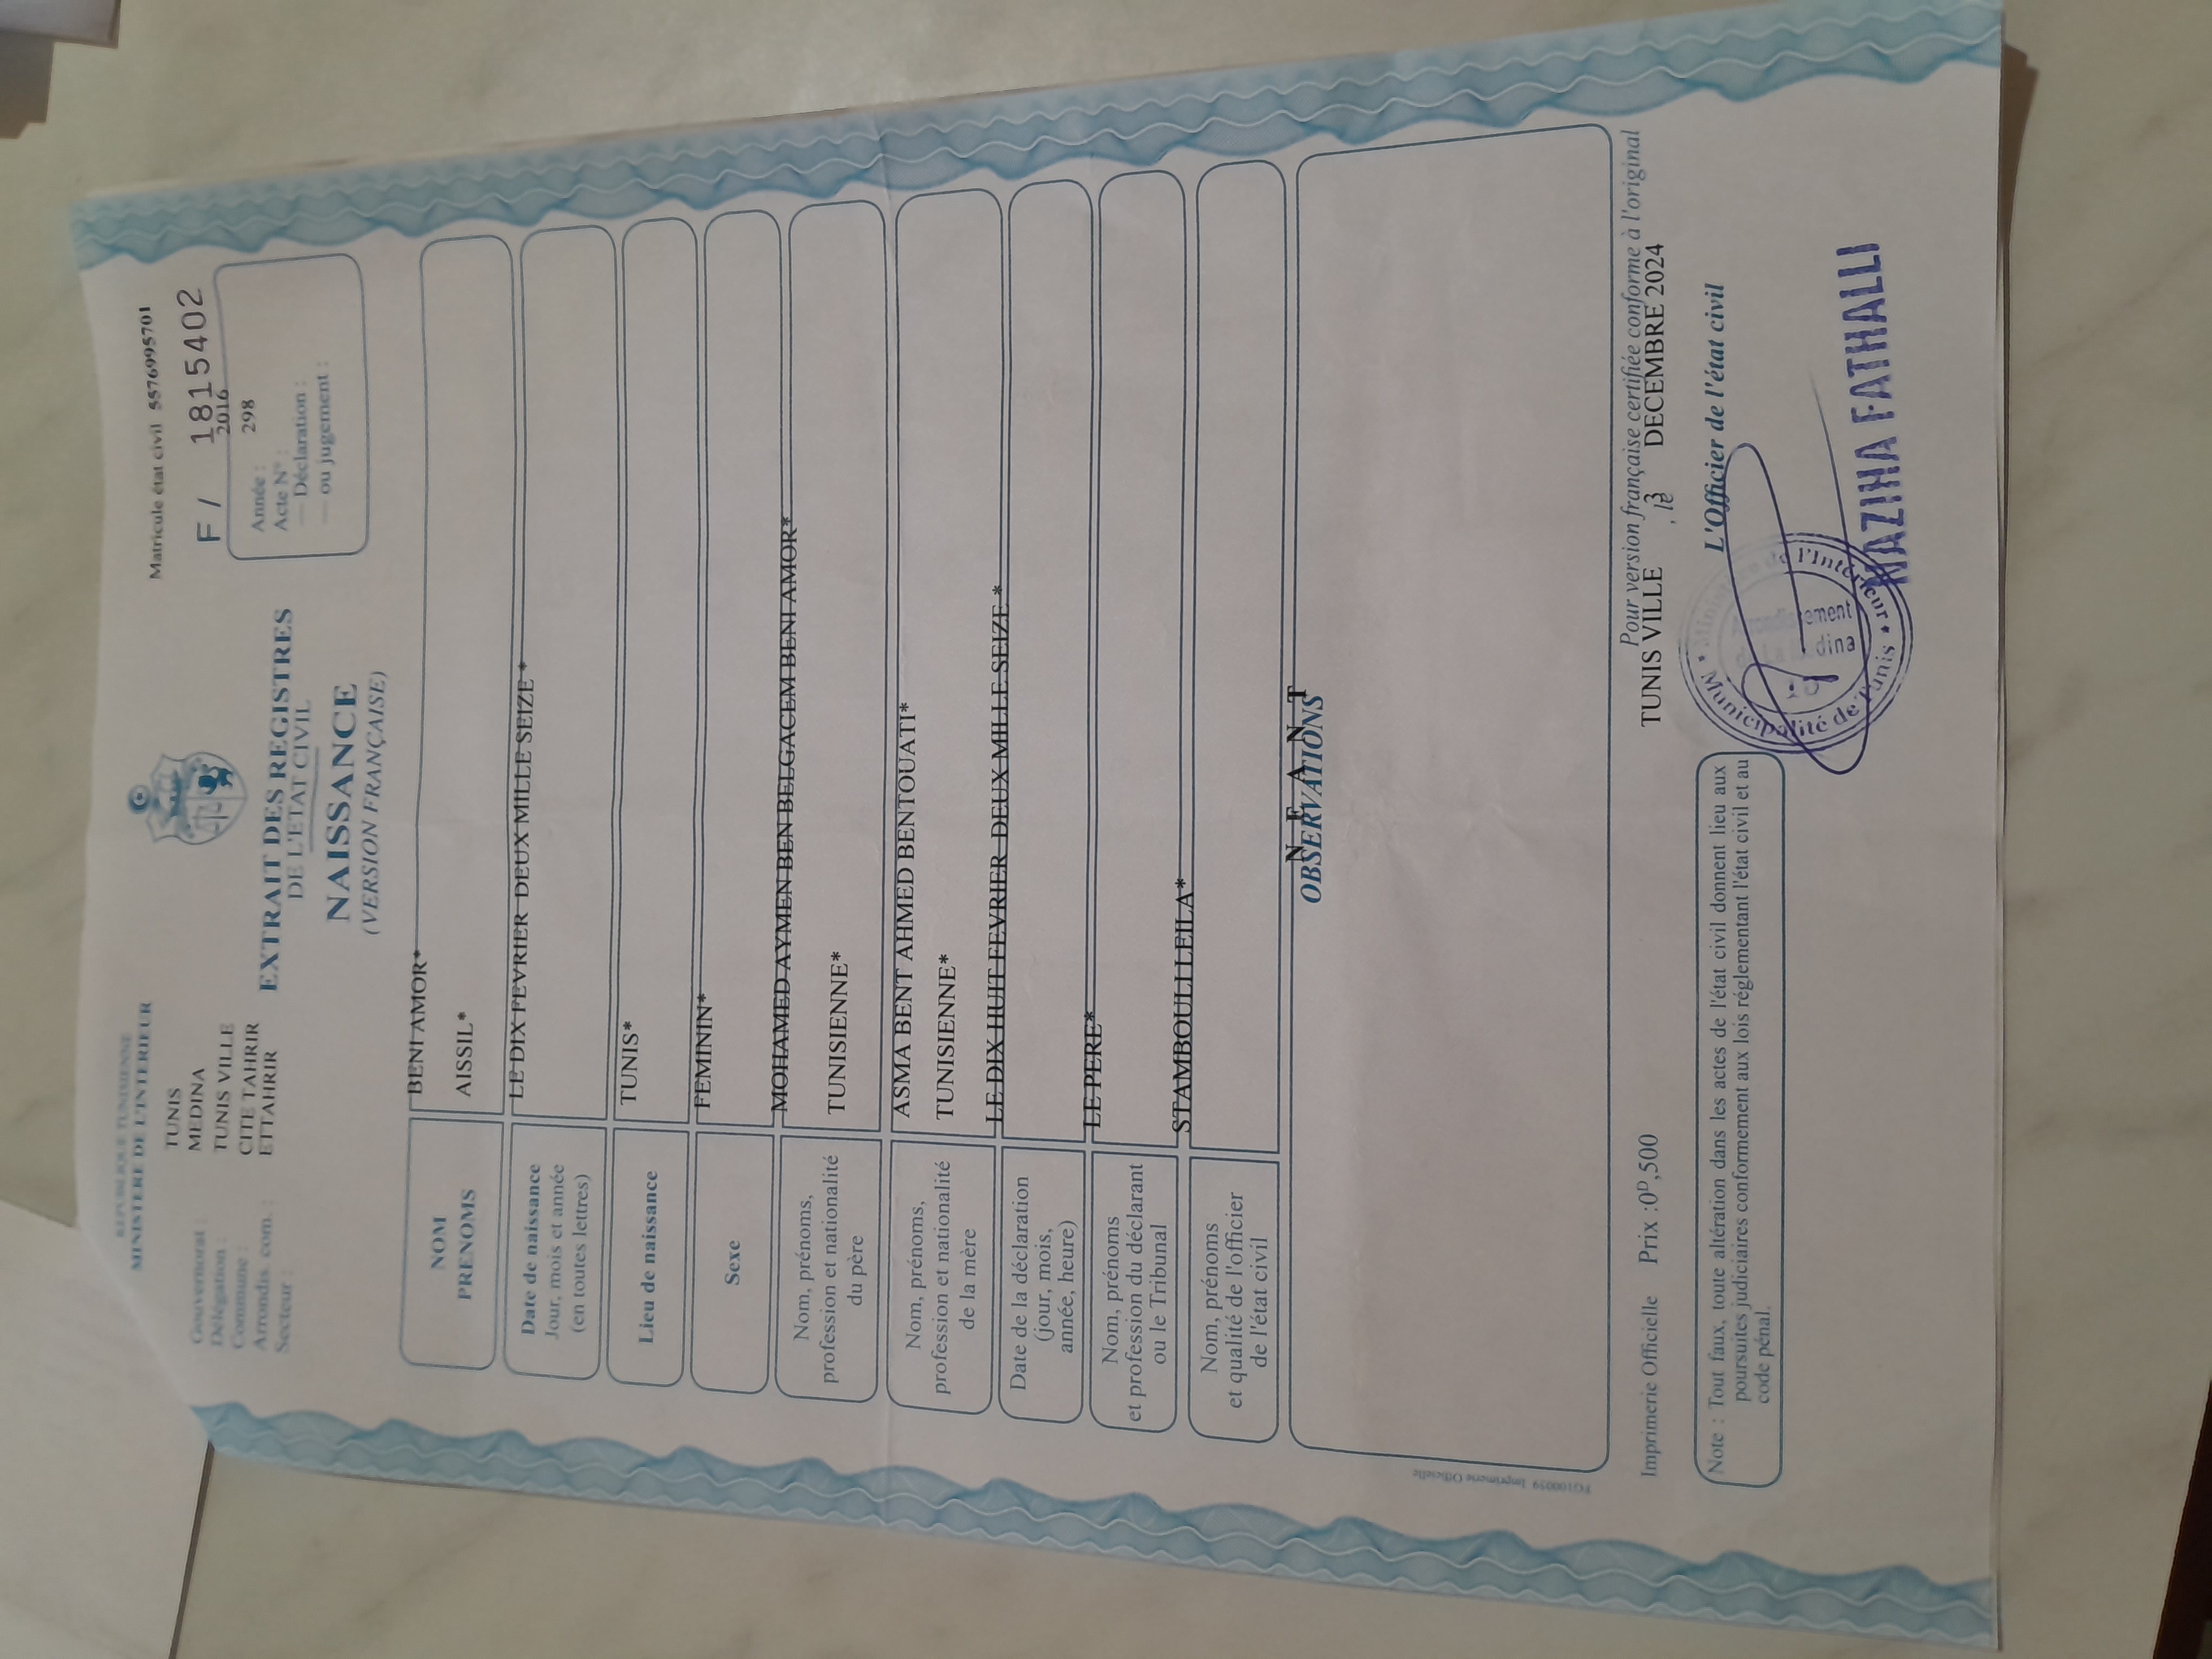 REPUBLIQUE TUNISIENNE
MINISTERE DE L'INTERIEUR
Gouvernorat : TUNIS
Délégation : MEDINA
Commune : TUNIS VILLE
Arrondis. com. : CITE TAHRIR
Secteur : ETTAHRIR
Matricule état civil 5576995701
F / 1815402
Année : 2016
Acte N° : 298
— Déclaration :
— ou jugement :
EXTRAIT DES REGISTRES
DE L'ETAT CIVIL
NAISSANCE
(VERSION FRANÇAISE)
NOM BENI AMOR*
PRENOMS AISSIL*
Date de naissance
Jour, mois et année
(en toutes lettres)
LE DIX FEVRIER DEUX MILLE SEIZE *
Lieu de naissance TUNIS*
Sexe FEMININ*
Nom, prénoms,
profession et nationalité
du père
MOHAMED AYMEN BEN BELGACEM BENI AMOR*
TUNISIENNE*
Nom, prénoms,
profession et nationalité
de la mère
ASMA BENT AHMED BENTOUATI*
TUNISIENNE*
Date de la déclaration
(jour, mois,
année, heure)
LE DIX HUIT FEVRIER DEUX MILLE SEIZE *
Nom, prénoms
et profession du déclarant
ou le Tribunal
LE PERE*
Nom, prénoms
et qualité de l'officier
de l'état civil
STAMBOULI LEILA*
N E A N T
OBSERVATIONS
FG100059 Imprimerie Officielle
Imprimerie Officielle Prix :0ᴰ,500
Pour version française certifiée conforme à l'original
TUNIS VILLE , le 13 DECEMBRE 2024
L'Officier de l'état civil
Note : Tout faux, toute altération dans les actes de l'état civil donnent lieu aux
poursuites judiciaires conformement aux lois réglementant l'état civil et au
code pénal.
de l'Intérieur * Municipalité de Tunis *
NAZIHA FATHALLI